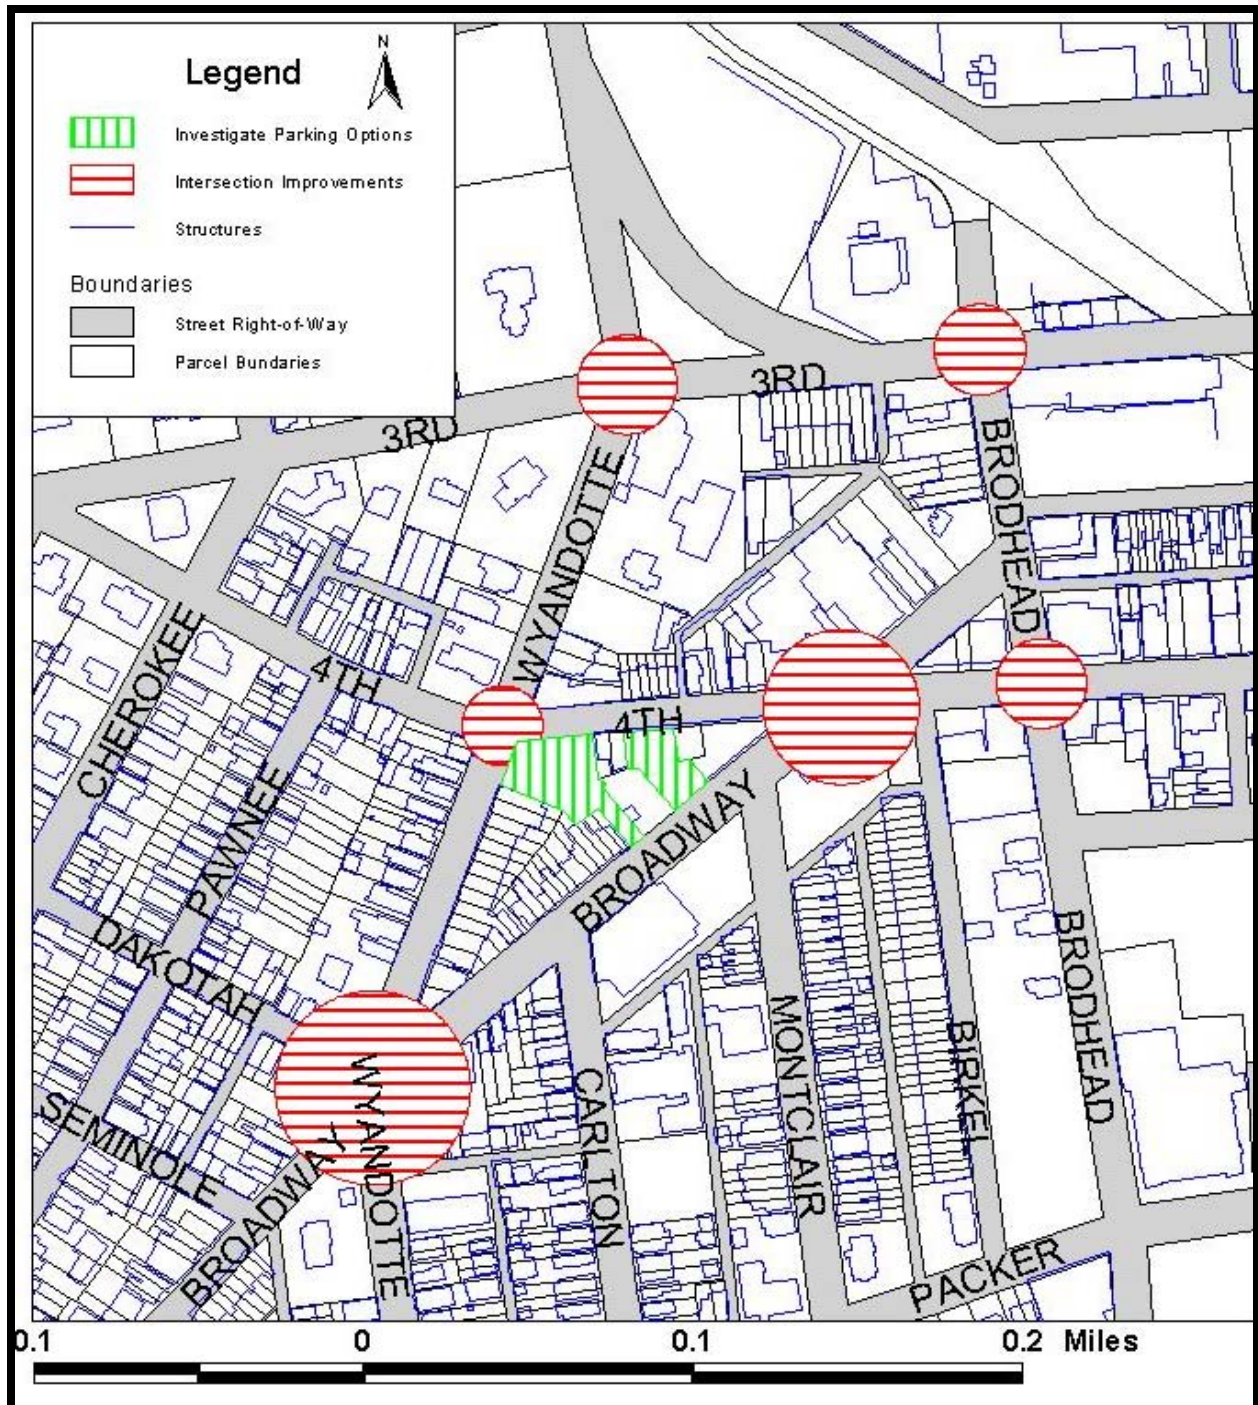 N
Legend
Investigate Parking Options
Intersection Improvements
Structures
Boundaries
Street Right-of-Way
Parcel Bundaries
3RD
3RD
BRODHEAD
WYANDOTTE
CHEROKEE
4TH
4TH
PAWNEE
BROADWAY
DAKOTAH
BRODHEAD
MONTCLAIR
BIRKEL
WYANDOTTE
CARLTON
SEMINOLE
BROADWAY
PACKER
0.1 0 0.1 0.2 Miles